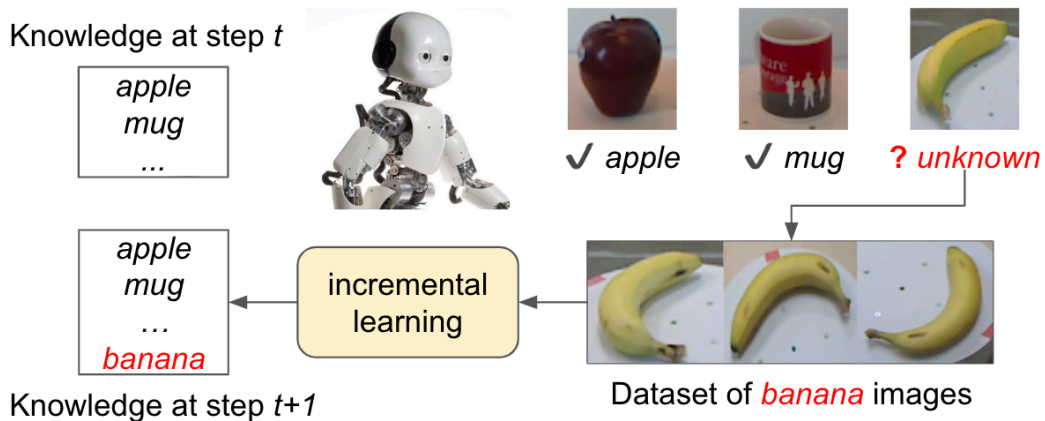 Knowledge at step t
apple
mug
...
✔ apple
✔ mug
? unknown
apple
mug
...
banana
incremental
learning
Knowledge at step t+1
Dataset of banana images